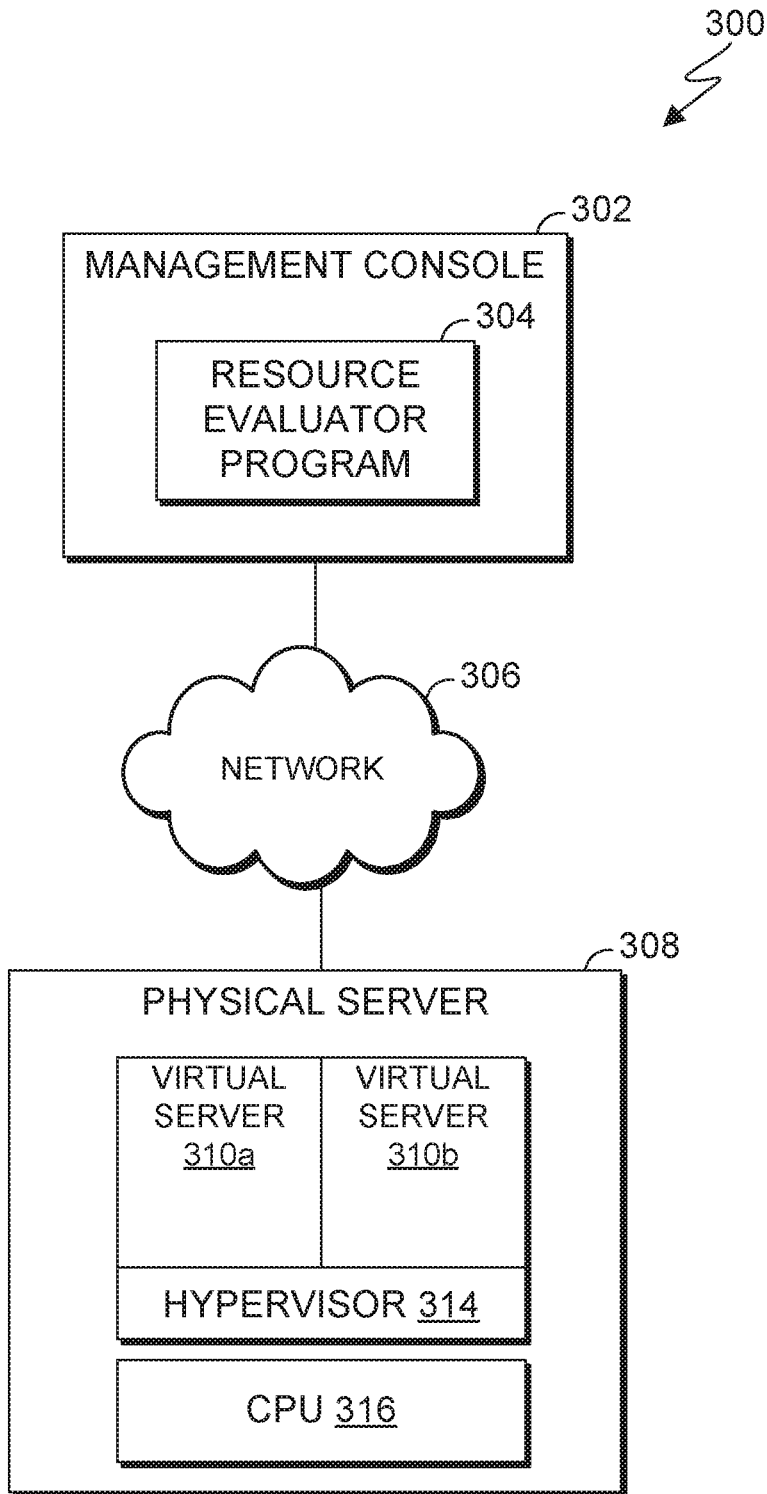 300
302
MANAGEMENT CONSOLE
304
RESOURCE
EVALUATOR
PROGRAM
306
NETWORK
308
PHYSICAL SERVER
VIRTUAL
SERVER
310a
VIRTUAL
SERVER
310b
HYPERVISOR 314
CPU 316